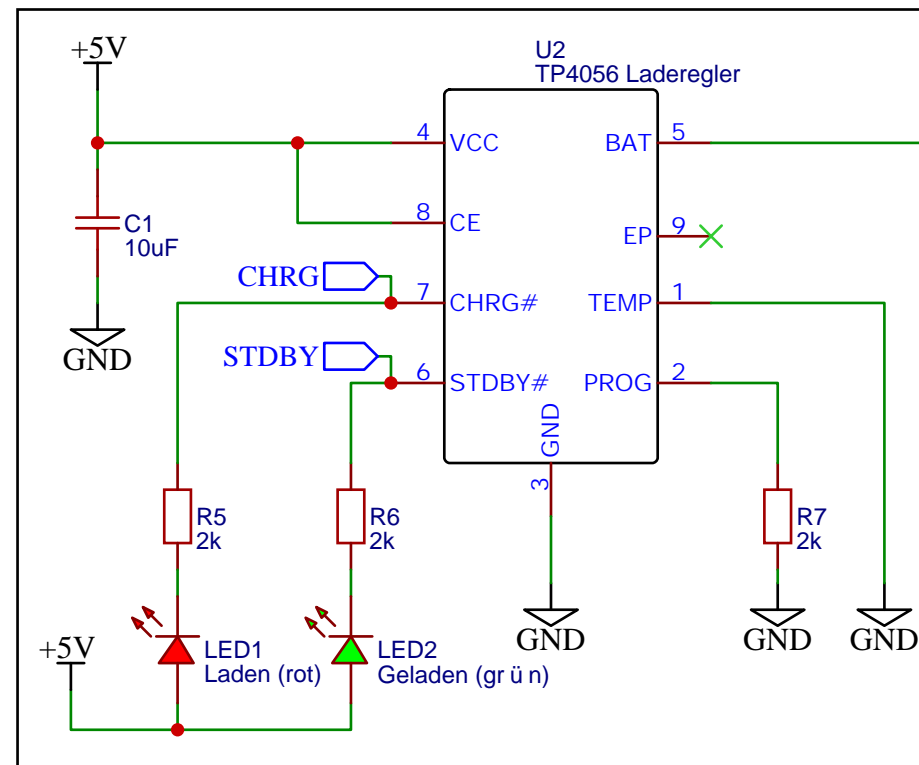 +5V
U2
TP4056 Laderegler
4 VCC
BAT 5
8 CE
EP 9
C1
10uF
CHRG
7 CHRG#
TEMP 1
GND
STDBY
6 STDBY#
PROG 2
GND
3
R5
2k
R6
2k
R7
2k
GND
GND
GND
+5V
LED1
Laden (rot)
LED2
Geladen (gr ü n)